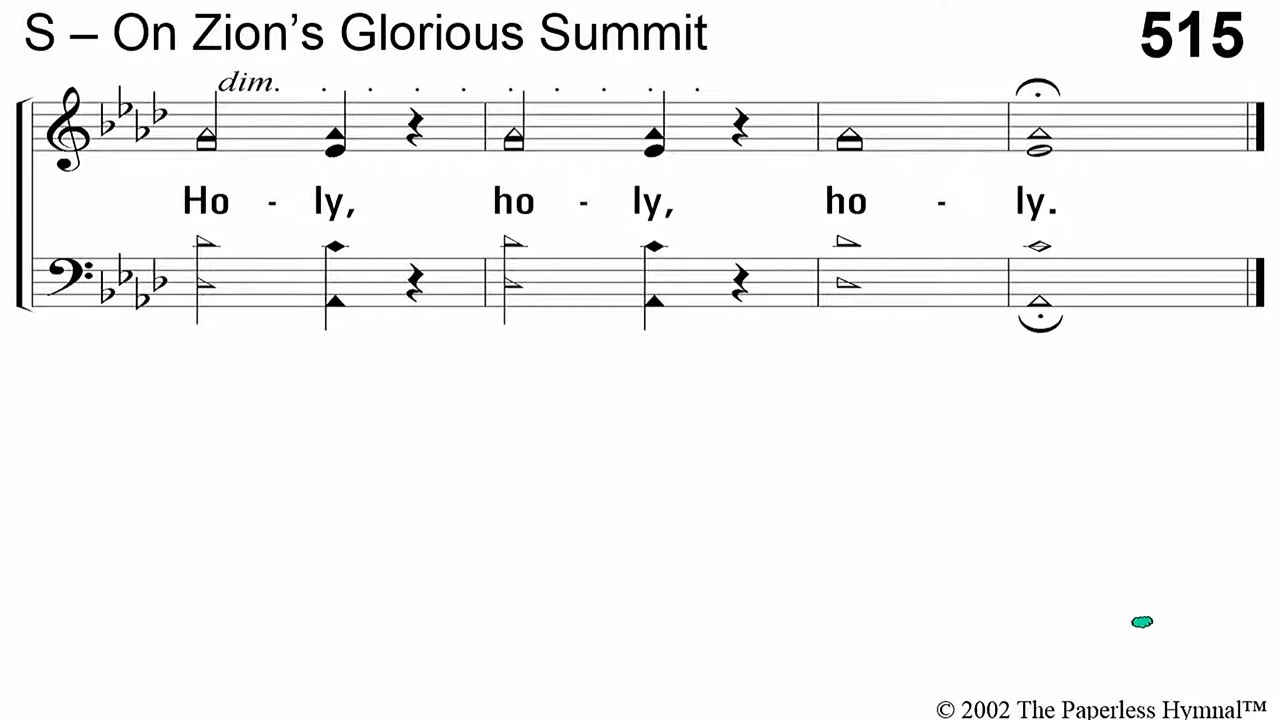 S – On Zion’s Glorious Summit
515
dim. . . . . . . . . .
Ho - ly, ho - ly, ho - ly.
© 2002 The Paperless Hymnal™